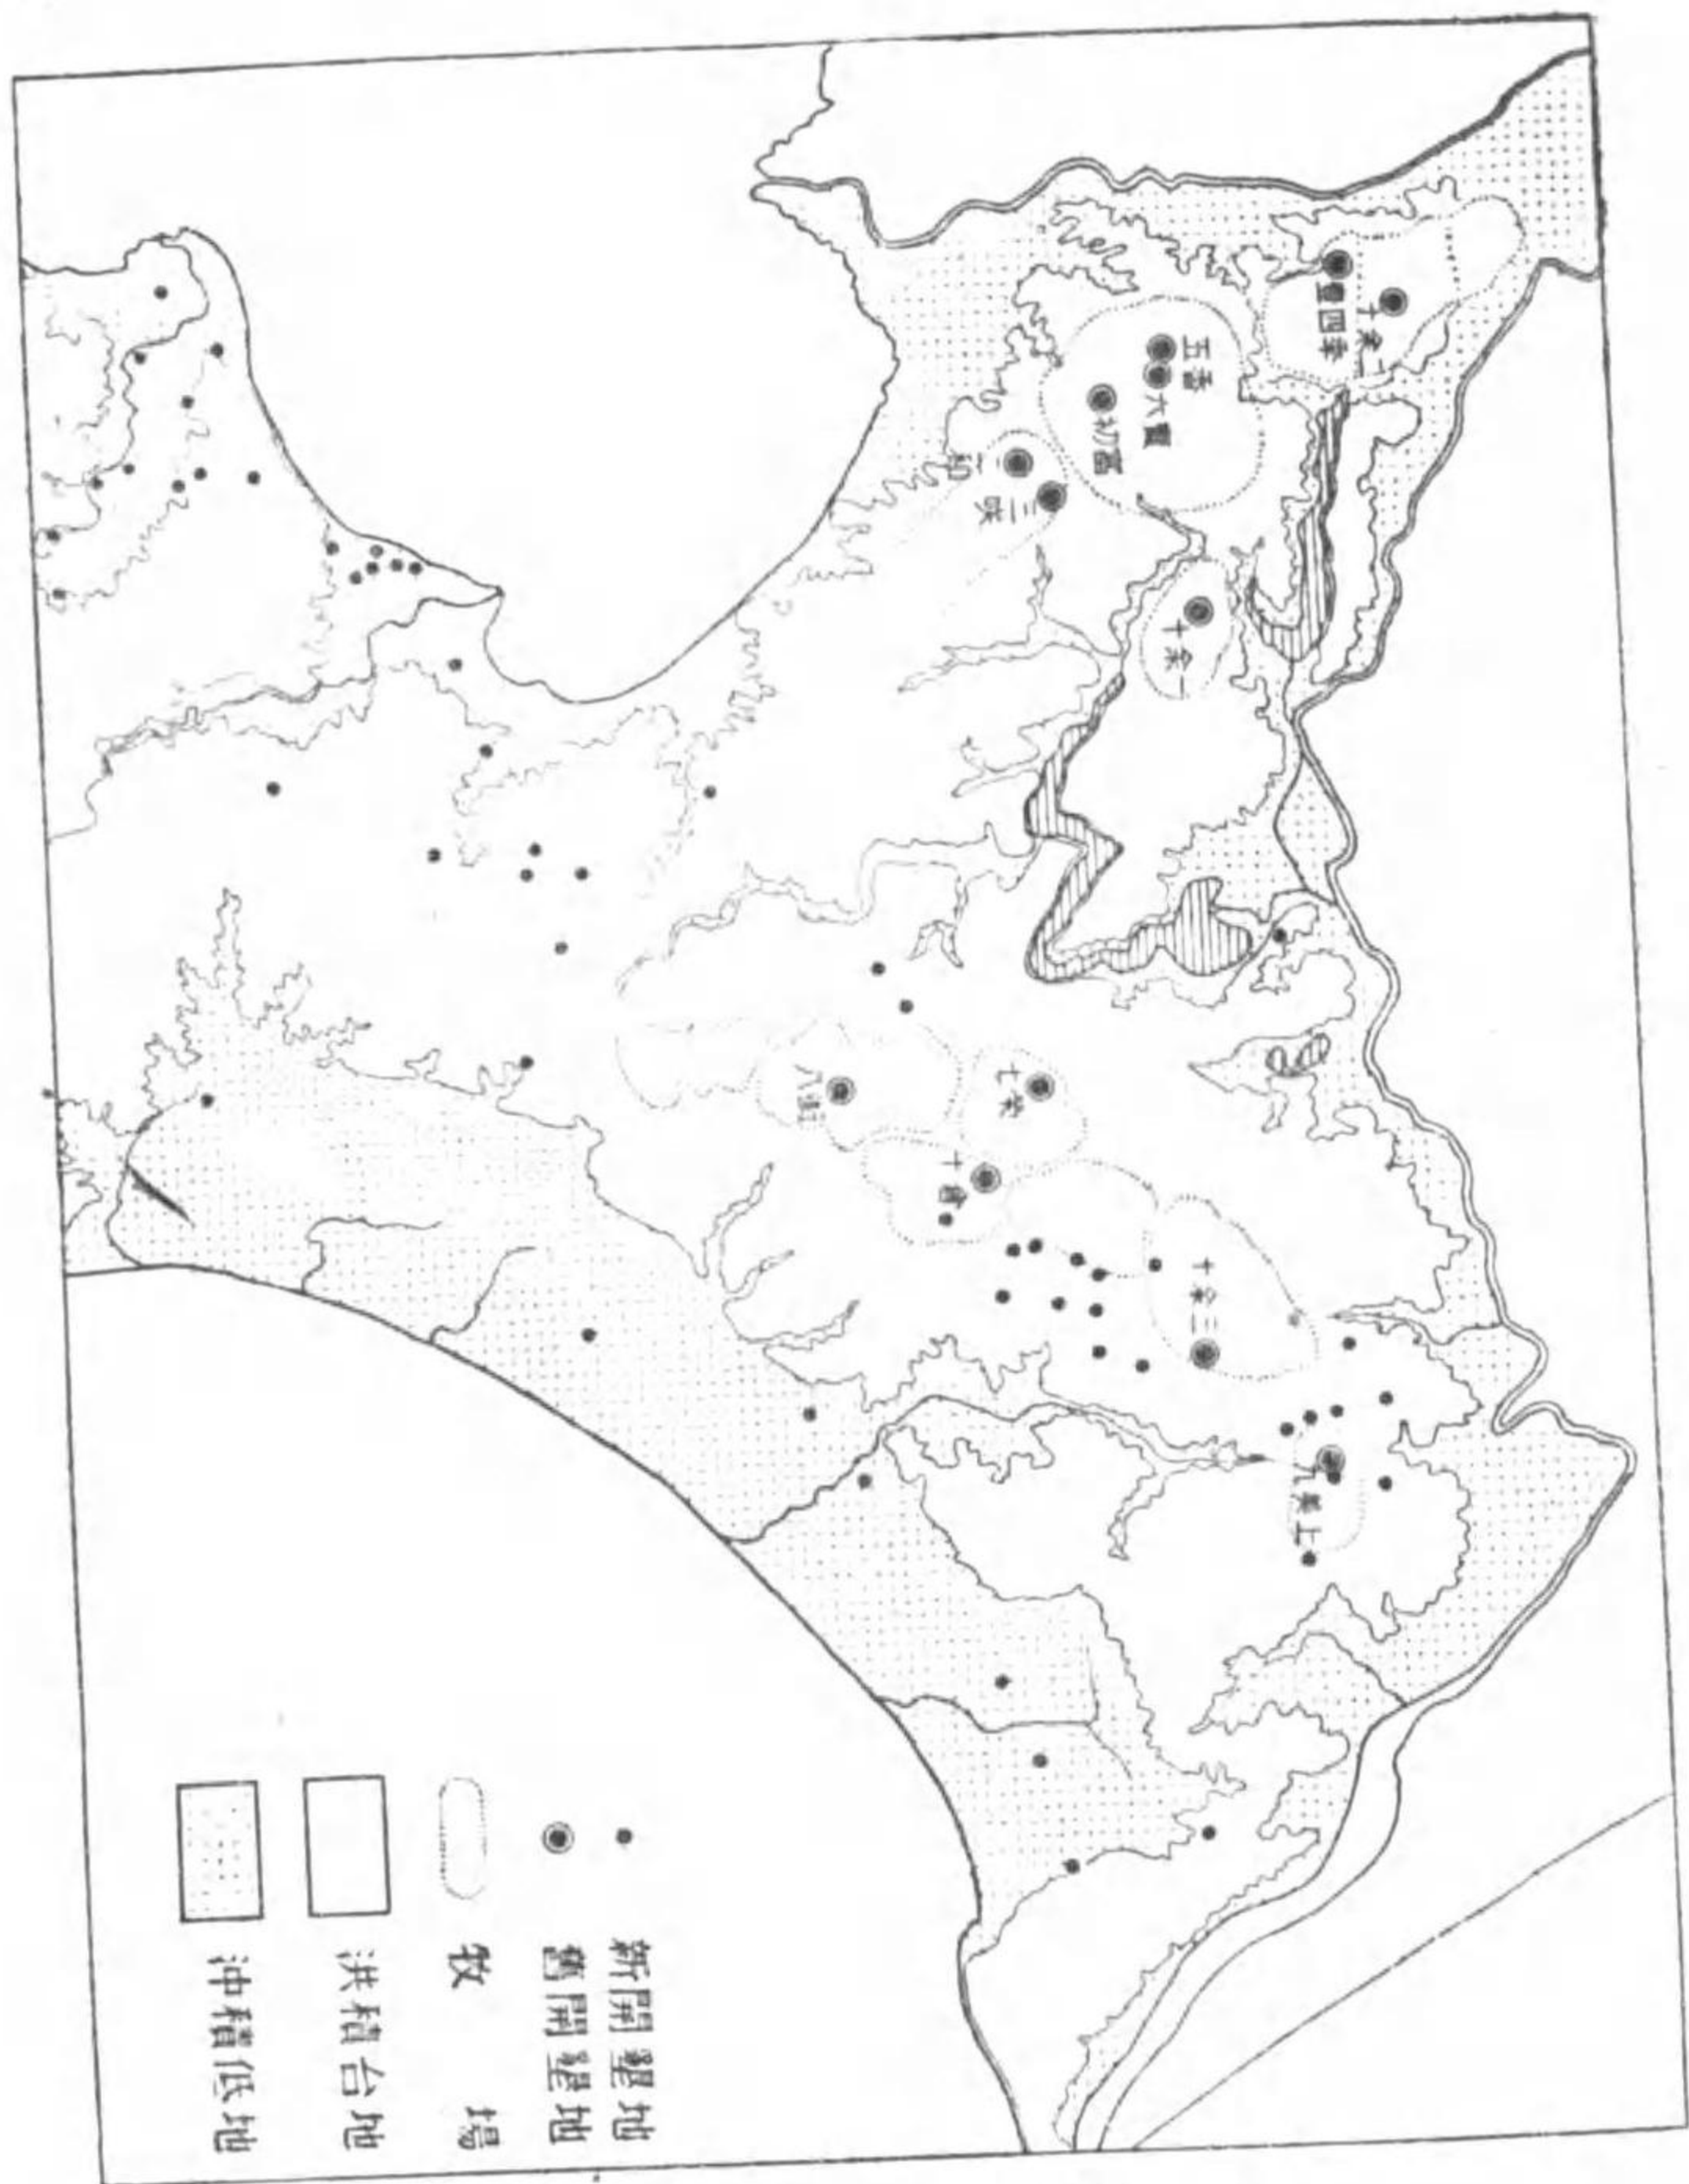 豊四季
十余二
五香
六實
初富
二和
三咲
十余一
八街
七栄
十倉
十余三
九美上
新開墾地
舊開墾地
牧場
洪積台地
沖積低地